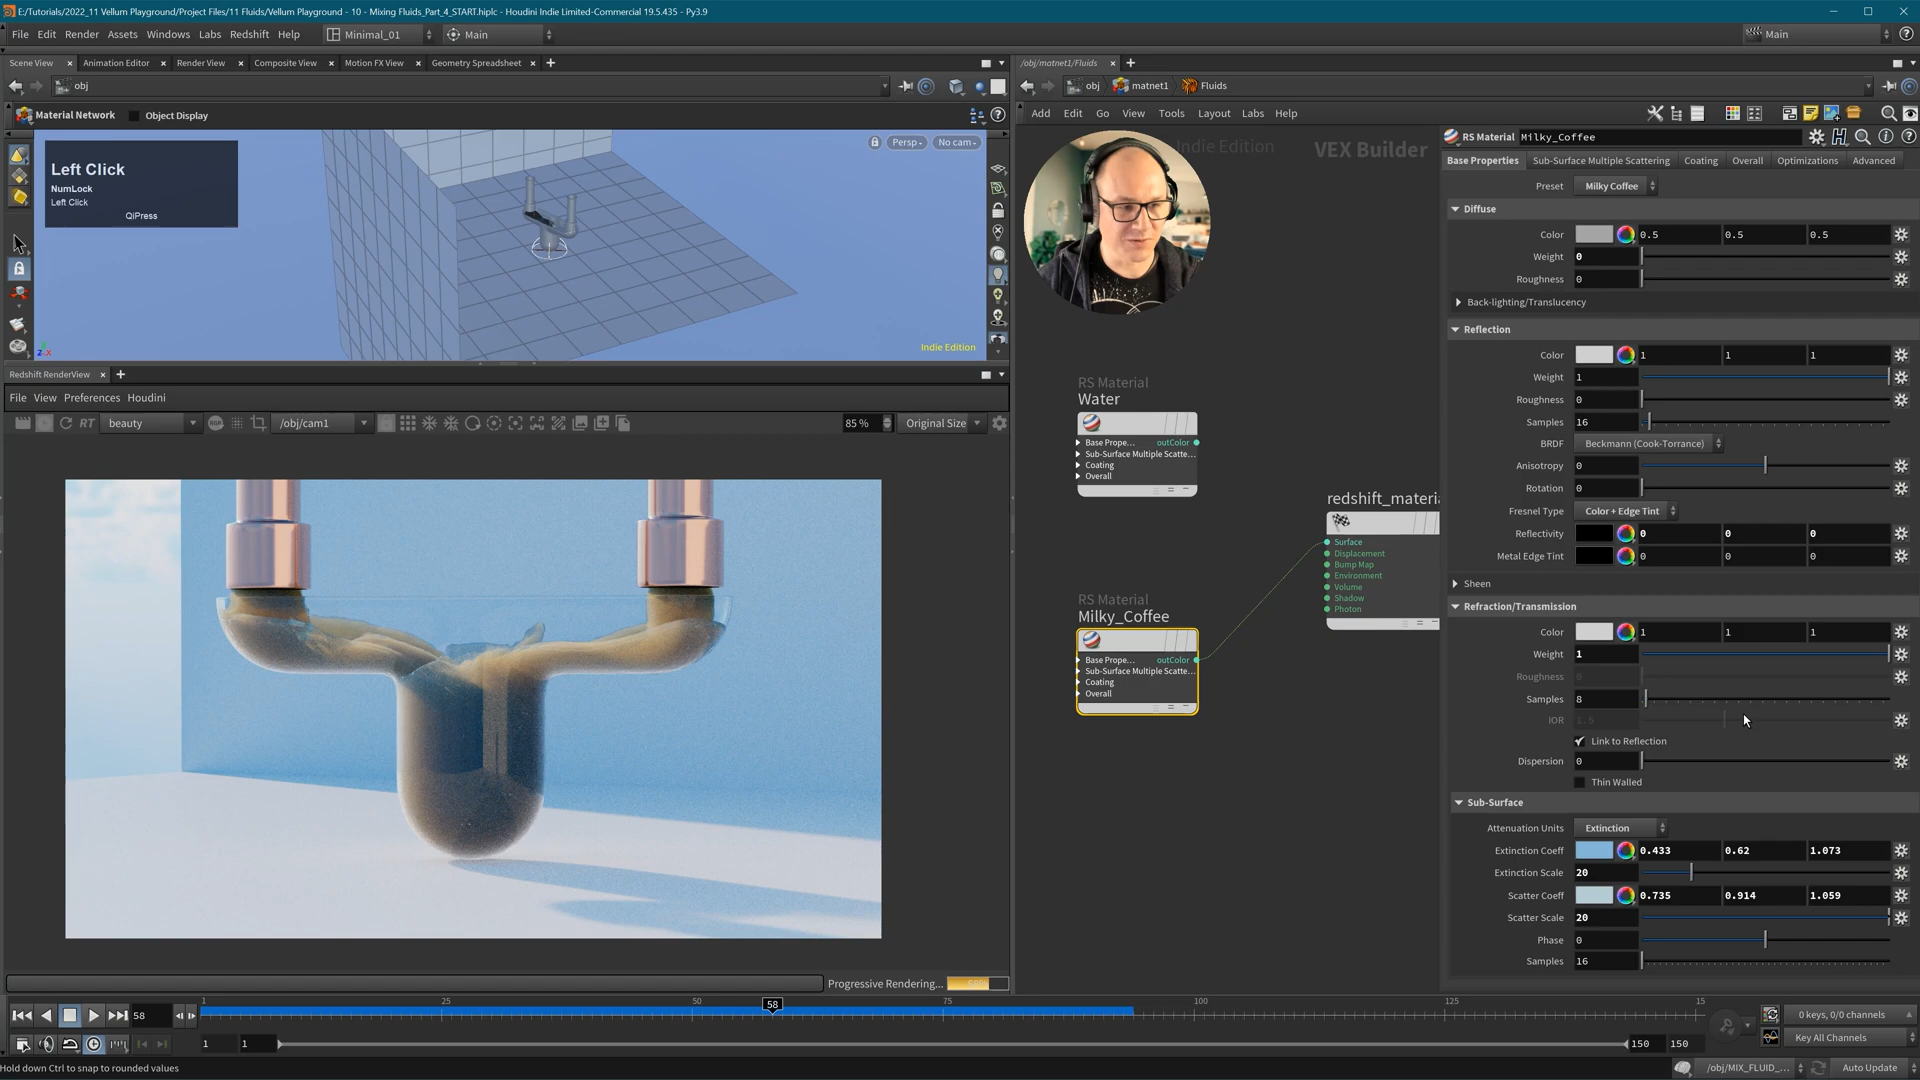 E:/Tutorials/2022_11 Vellum Playground/Project Files/11 Fluids/Vellum Playground - 10 - Mixing Fluids_Part_4_START.hiplc - Houdini Indie Limited-Commercial 19.5.435 - Py3.9
File Edit Render Assets Windows Labs Redshift Help Minimal_01 Main Main
Scene View Animation Editor Render View Composite View Motion FX View Geometry Spreadsheet
obj
Material Network Object Display
Left Click
NumLock
Left Click
QiPress
Persp No cam
Indie Edition
Redshift RenderView
File View Preferences Houdini
RT beauty /obj/cam1 85 % Original Size
Progressive Rendering...
/obj/matnet1/Fluids
obj matnet1 Fluids
Add Edit Go View Tools Layout Labs Help
Indie Edition VEX Builder
RS Material
Water
Base Prope... outColor
Sub-Surface Multiple Scatte...
Coating
Overall
RS Material
Milky_Coffee
Base Prope... outColor
Sub-Surface Multiple Scatte...
Coating
Overall
redshift_materia
Surface
Displacement
Bump Map
Environment
Volume
Shadow
Photon
RS Material Milky_Coffee
Base Properties Sub-Surface Multiple Scattering Coating Overall Optimizations Advanced
Preset Milky Coffee
Diffuse
Color 0.5 0.5 0.5
Weight 0
Roughness 0
Back-lighting/Translucency
Reflection
Color 1 1 1
Weight 1
Roughness 0
Samples 16
BRDF Beckmann (Cook-Torrance)
Anisotropy 0
Rotation 0
Fresnel Type Color + Edge Tint
Reflectivity 0 0 0
Metal Edge Tint 0 0 0
Sheen
Refraction/Transmission
Color 1 1 1
Weight 1
Roughness 0
Samples 8
IOR 1.5
Link to Reflection
Dispersion 0
Thin Walled
Sub-Surface
Attenuation Units Extinction
Extinction Coeff 0.433 0.62 1.073
Extinction Scale 20
Scatter Coeff 0.735 0.914 1.059
Scatter Scale 20
Phase 0
Samples 16
58 1 25 50 58 75 100 125 15
0 keys, 0/0 channels
1 1 150 150 Key All Channels
Hold down Ctrl to snap to rounded values /obj/MIX_FLUID_... Auto Update